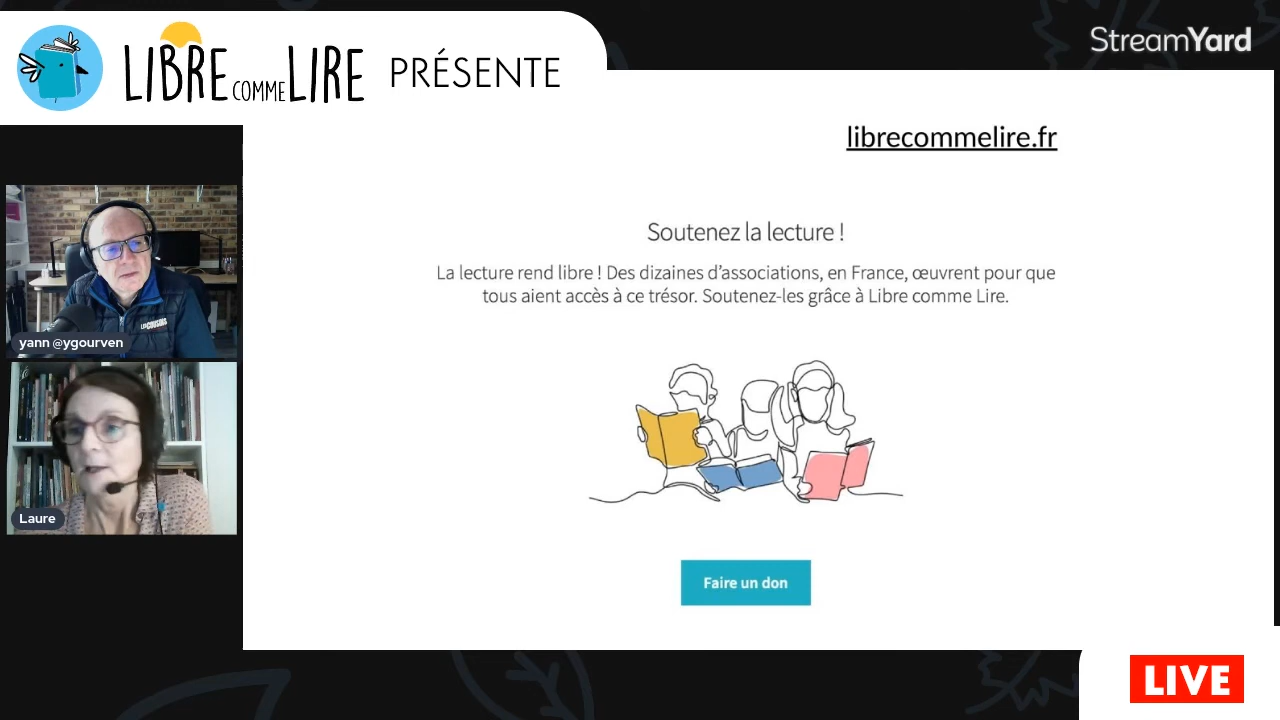 LIBRE COMME LIRE PRÉSENTE
StreamYard
librecommelire.fr
Soutenez la lecture !
La lecture rend libre ! Des dizaines d’associations, en France, œuvrent pour que
tous aient accès à ce trésor. Soutenez-les grâce à Libre comme Lire.
Faire un don
LES COUSINS
yann @ygourven
Laure
LIVE